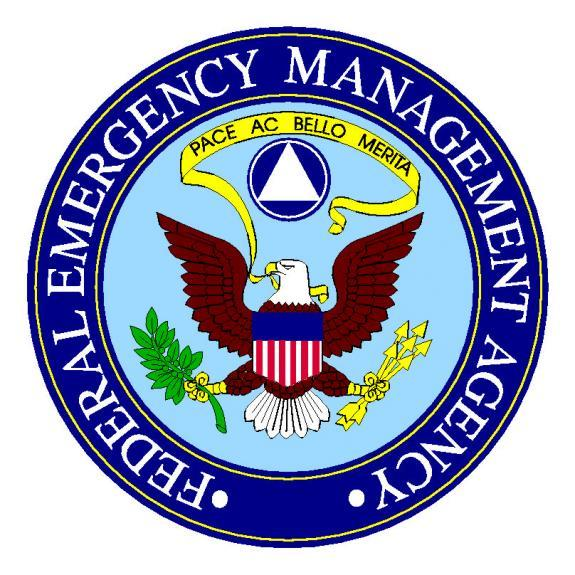 FEDERAL EMERGENCY MANAGEMENT AGENCY
PACE AC BELLO MERITA